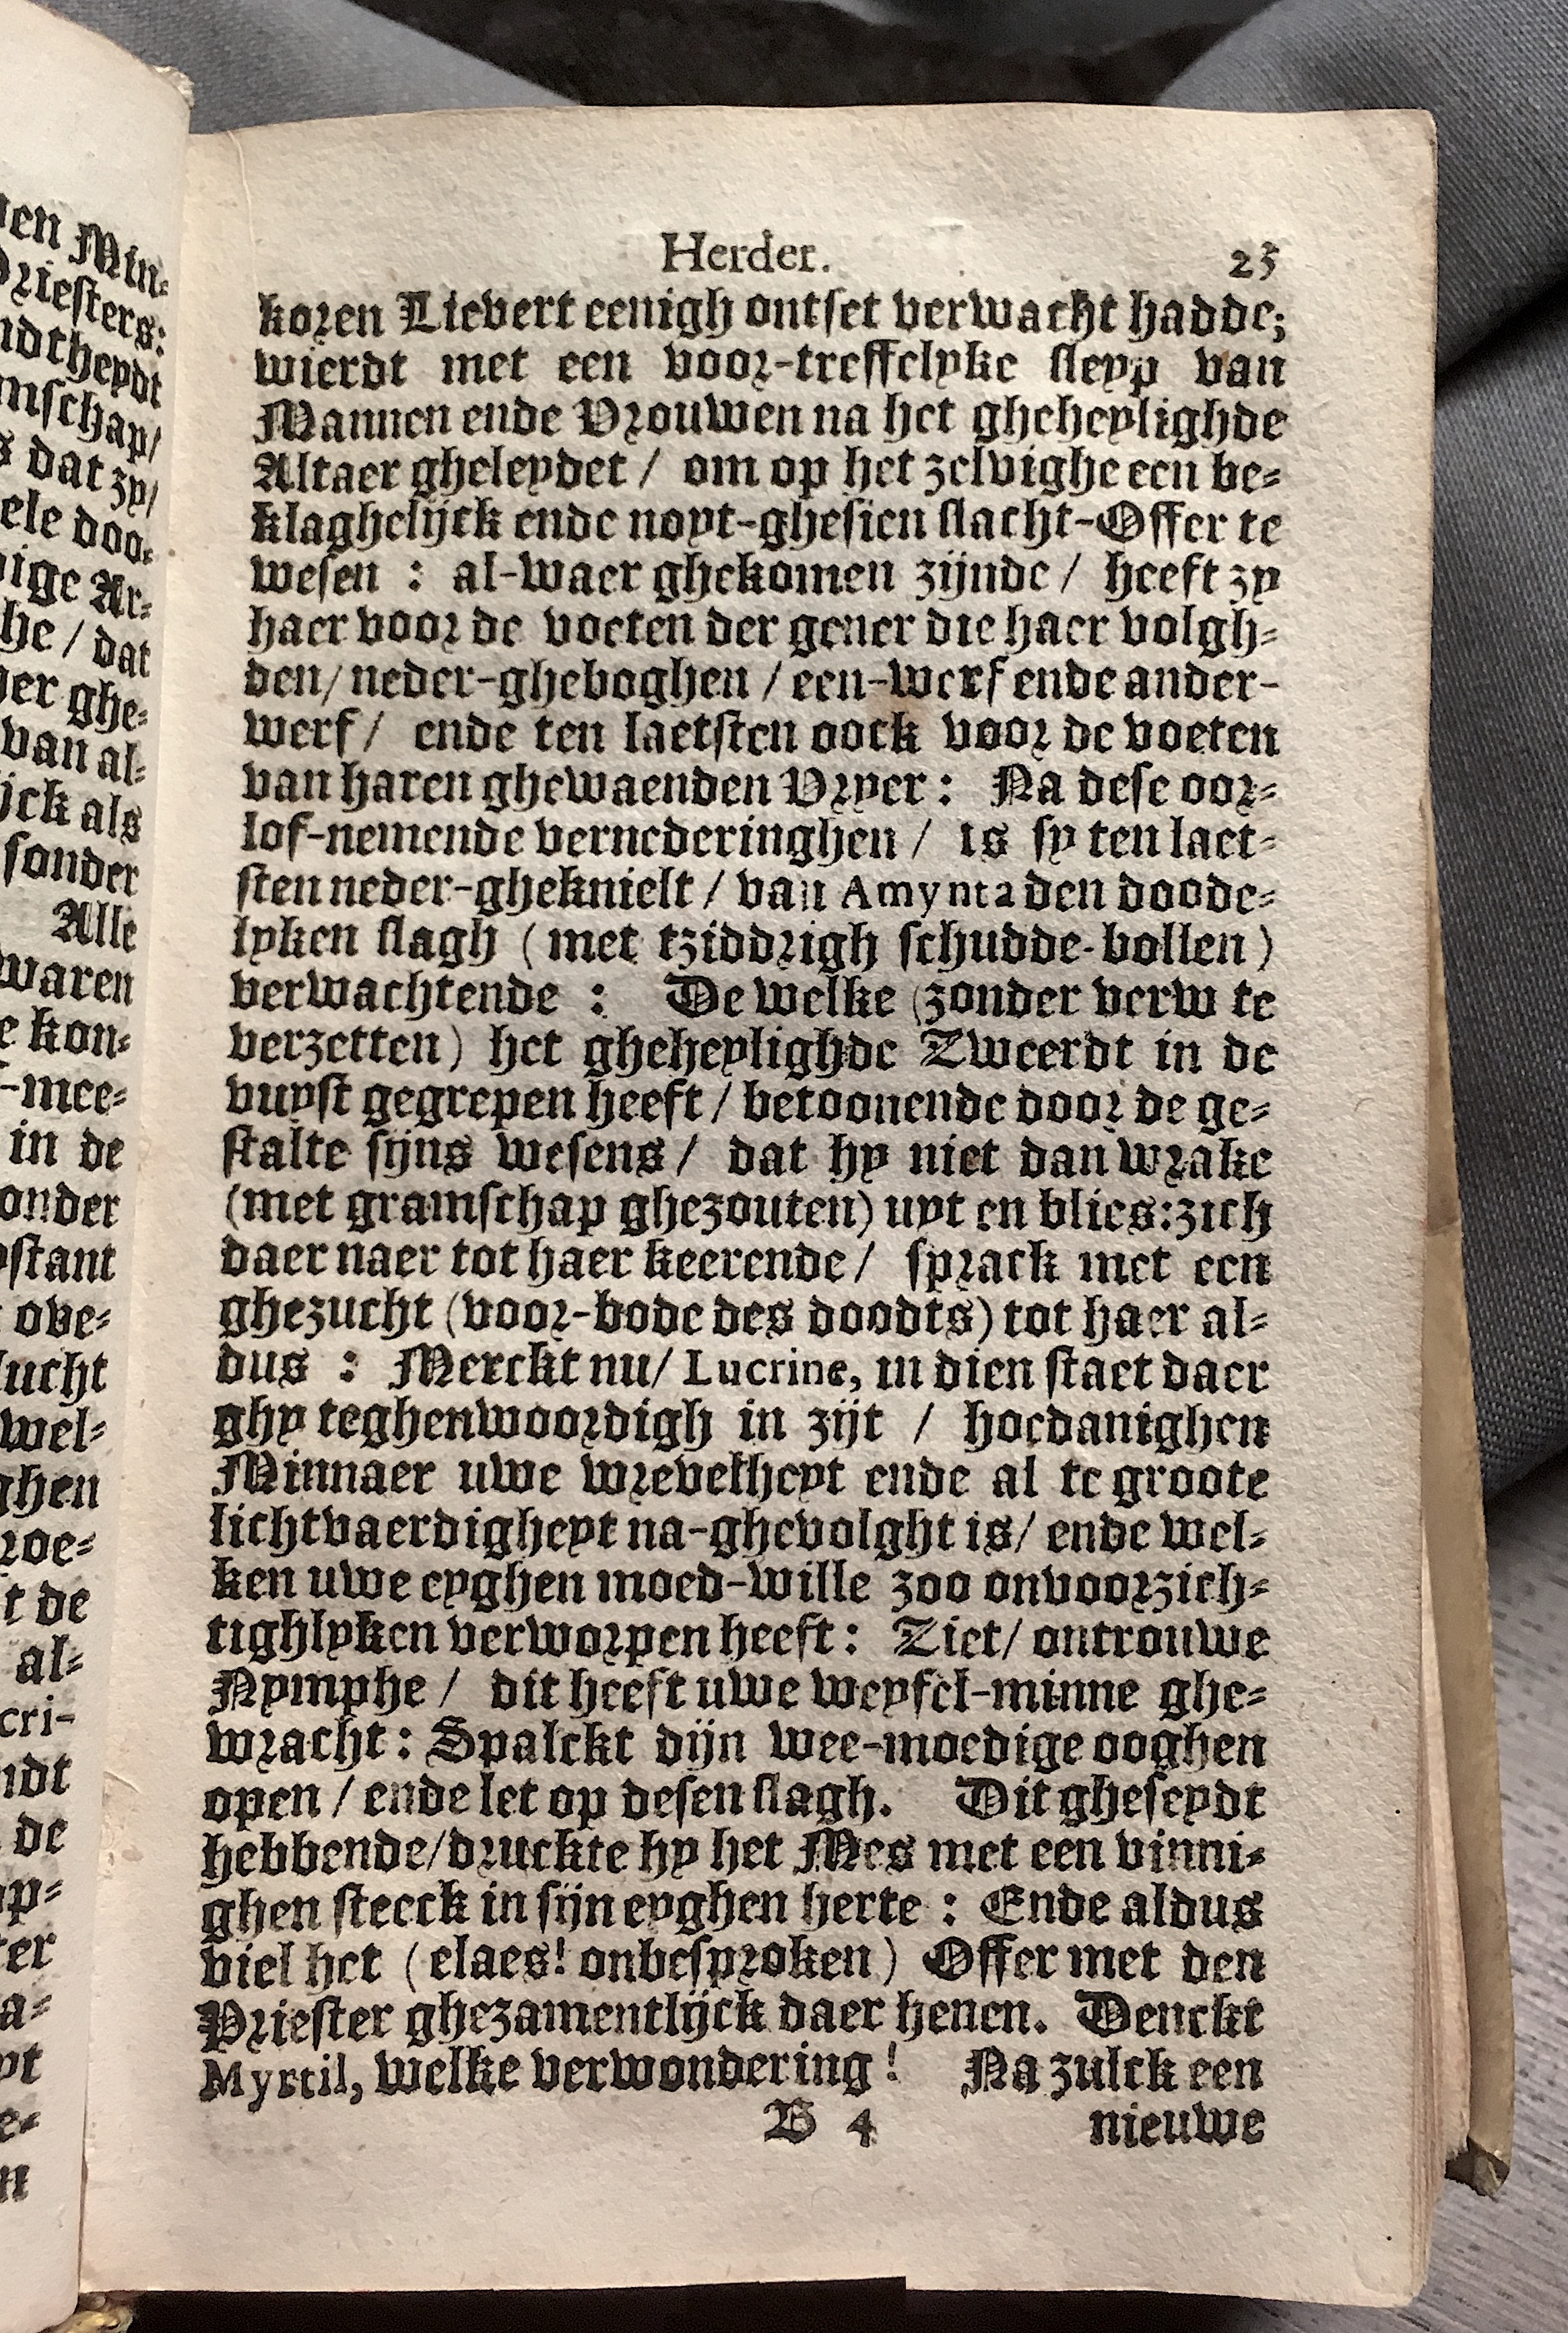 Herder. 23
koren Lievert eenigh ontset verwacht hadde;
wierdt met een voor-treffelyke sleyp van
Mannen ende Vrouwen na het gheheylighde
Altaer gheleydet / om op het zelvighe een be-
klaghelijck ende noyt-ghesien slacht-Offer te
wesen : al-waer ghekomen zijnde / heeft zy
haer voor de voeten der gener die haer volgh-
den / neder-gheboghen / een-werf ende ander-
werf / ende ten laetsten oock voor de voeten
van haren ghewaenden Vryer : Na dese oor-
lof-nemende vernederinghen / is sy ten laet-
sten neder-gheknielt / van Amynta den doode-
lyken slagh ( met tziddrigh schudde-bollen )
verwachtende : De welke (zonder verw te
verzetten) het gheheylighde Zweerdt in de
vuyst gegrepen heeft / betoonende door de ge-
stalte sijns wesens / dat hy niet dan wrake
(met gramschap ghezouten) uyt en blies: zich
daer naer tot haer keerende / sprack met een
ghezucht (voor-bode des doodts) tot haer al-
dus : Merckt nu / Lucrine, in dien staet daer
ghy teghenwoordigh in zijt / hoedanighen
Minnaer uwe wrevelheyt ende al te groote
lichtvaerdigheyt na-ghevolght is / ende wel-
ken uwe eyghen moed-wille zoo onvoorzich-
tighlyken verworpen heeft : Ziet / ontrouwe
Nymphe / dit heeft uwe weyfel-minne ghe-
wracht : Spalckt dijn wee-moedige ooghen
open / ende let op desen slagh. Dit gheseydt
hebbende / druckte hy het Mes met een vinni-
ghen steeck in sijn eyghen herte : Ende aldus
viel het ( elaes! onbesproken ) Offer met den
Priester ghezamentlijck daer henen. Denckt
Myrtil, welke verwondering ! Na zulck een
B 4 nieuwe